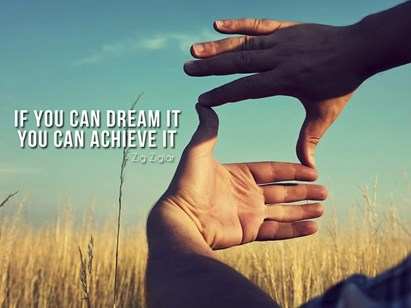 IF YOU CAN DREAM IT
YOU CAN ACHIEVE IT
- Zig Ziglar